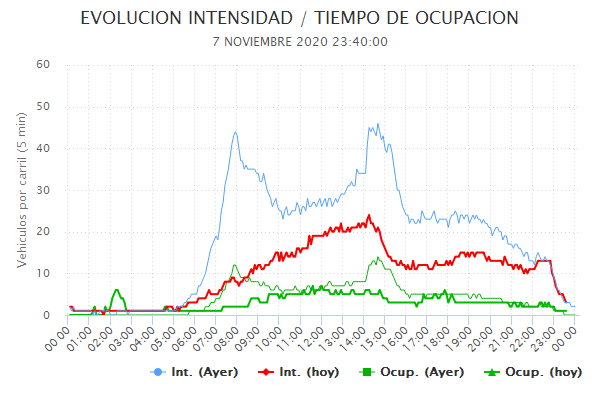 EVOLUCION INTENSIDAD / TIEMPO DE OCUPACION
7 NOVIEMBRE 2020 23:40:00
Vehiculos por carril (5 min)
60
50
40
30
20
10
0
00:00 01:00 02:00 03:00 04:00 05:00 06:00 07:00 08:00 09:00 10:00 11:00 12:00 13:00 14:00 15:00 16:00 17:00 18:00 19:00 20:00 21:00 22:00 23:00 00:00
Int. (Ayer) Int. (hoy) Ocup. (Ayer) Ocup. (hoy)